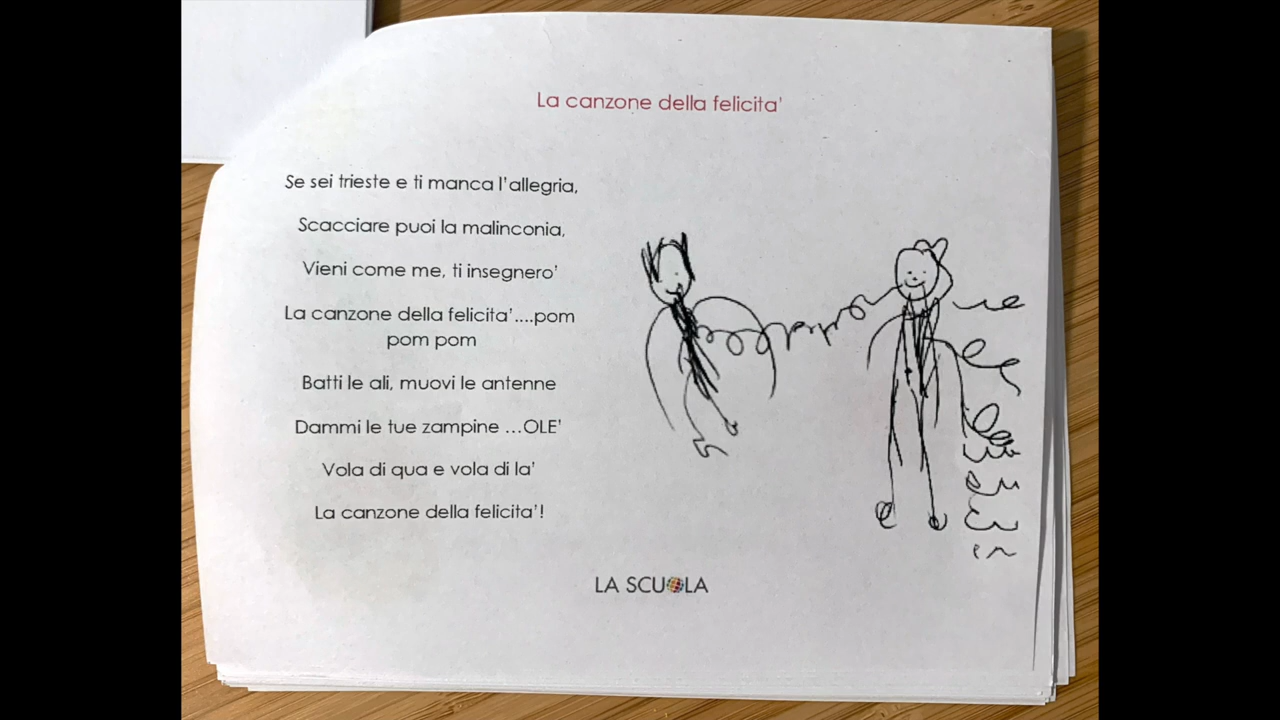 La canzone della felicita'
Se sei trieste e ti manca l'allegria,
Scacciare puoi la malinconia,
Vieni come me, ti insegnero'
La canzone della felicita'....pom
pom pom
Batti le ali, muovi le antenne
Dammi le tue zampine ...OLE'
Vola di qua e vola di la'
La canzone della felicita'!
LA SCUOLA